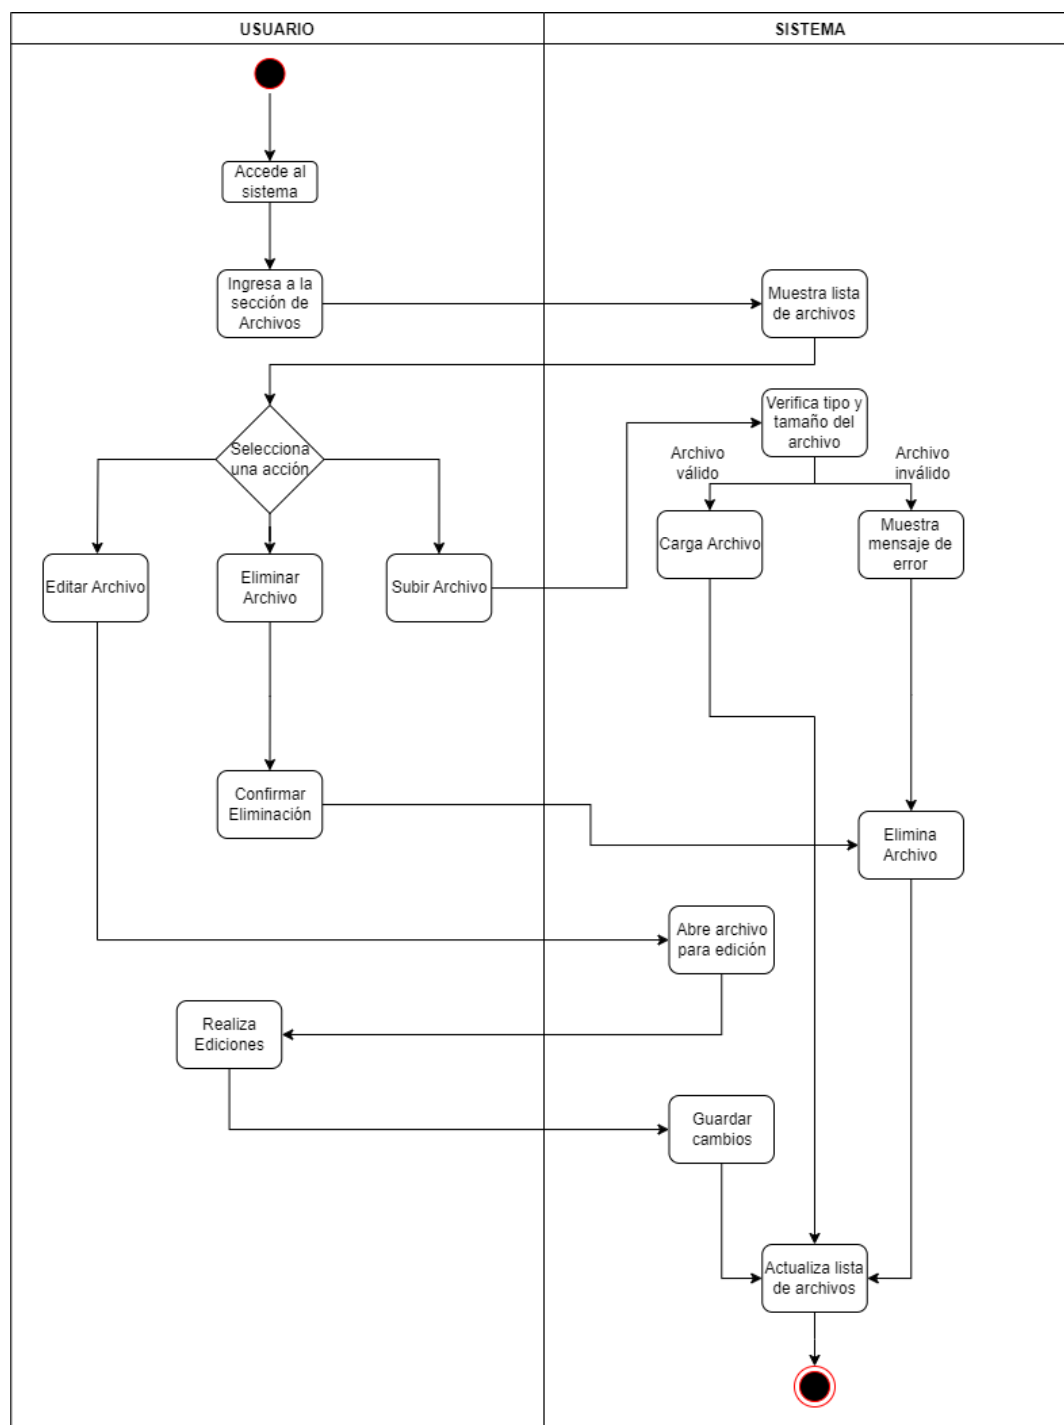 USUARIO
SISTEMA
Accede al
sistema
Ingresa a la
sección de
Archivos
Muestra lista
de archivos
Selecciona
una acción
Verifica tipo y
tamaño del
archivo
Archivo
válido
Archivo
inválido
Editar Archivo
Eliminar
Archivo
Subir Archivo
Carga Archivo
Muestra
mensaje de
error
Confirmar
Eliminación
Elimina
Archivo
Abre archivo
para edición
Realiza
Ediciones
Guardar
cambios
Actualiza lista
de archivos